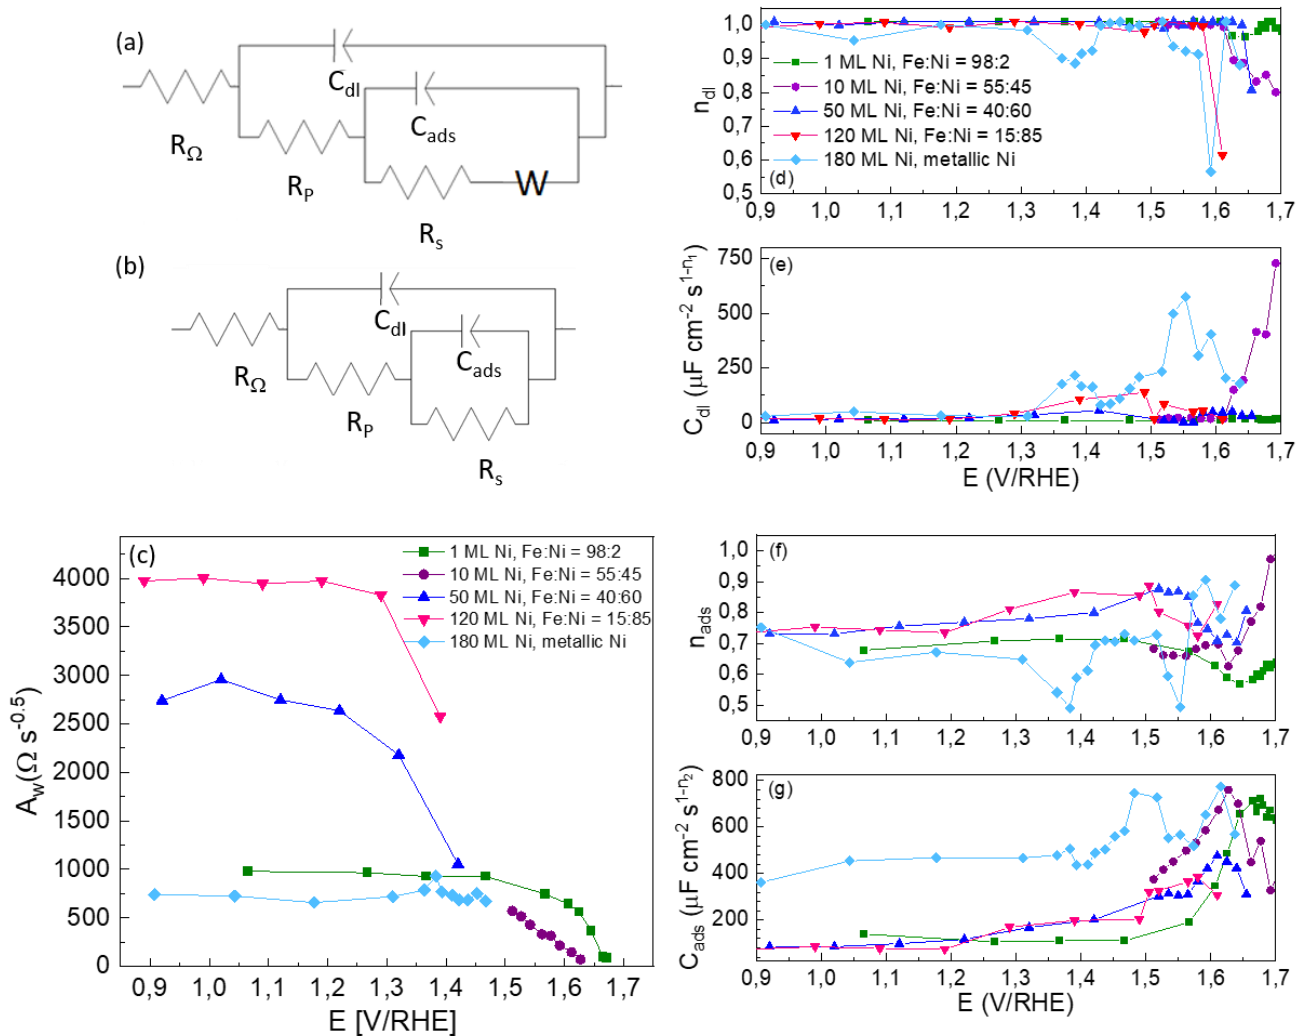 (a)
C_dl
C_ads
R_Ω
R_P
W
R_s
(b)
C_dl
C_ads
R_Ω
R_P
R_s
(c)
1 ML Ni, Fe:Ni = 98:2
10 ML Ni, Fe:Ni = 55:45
50 ML Ni, Fe:Ni = 40:60
120 ML Ni, Fe:Ni = 15:85
180 ML Ni, metallic Ni
A_w(Ω s^-0.5)
4000
3750
3500
3250
3000
2750
2500
2250
2000
1750
1500
1250
1000
750
500
250
0
0,9 1,0 1,1 1,2 1,3 1,4 1,5 1,6 1,7
E [V/RHE]
n_dl
1,0
0,9
0,8
0,7
0,6
0,5
1 ML Ni, Fe:Ni = 98:2
10 ML Ni, Fe:Ni = 55:45
50 ML Ni, Fe:Ni = 40:60
120 ML Ni, Fe:Ni = 15:85
180 ML Ni, metallic Ni
(d)
0,9 1,0 1,1 1,2 1,3 1,4 1,5 1,6 1,7
(e)
C_dl (μF cm^-2 s^1-n_1)
750
500
250
0
0,9 1,0 1,1 1,2 1,3 1,4 1,5 1,6 1,7
E (V/RHE)
(f)
n_ads
1,0
0,9
0,8
0,7
0,6
0,5
0,9 1,0 1,1 1,2 1,3 1,4 1,5 1,6 1,7
(g)
C_ads (μF cm^-2 s^1-n_2)
800
600
400
200
0,9 1,0 1,1 1,2 1,3 1,4 1,5 1,6 1,7
E (V/RHE)